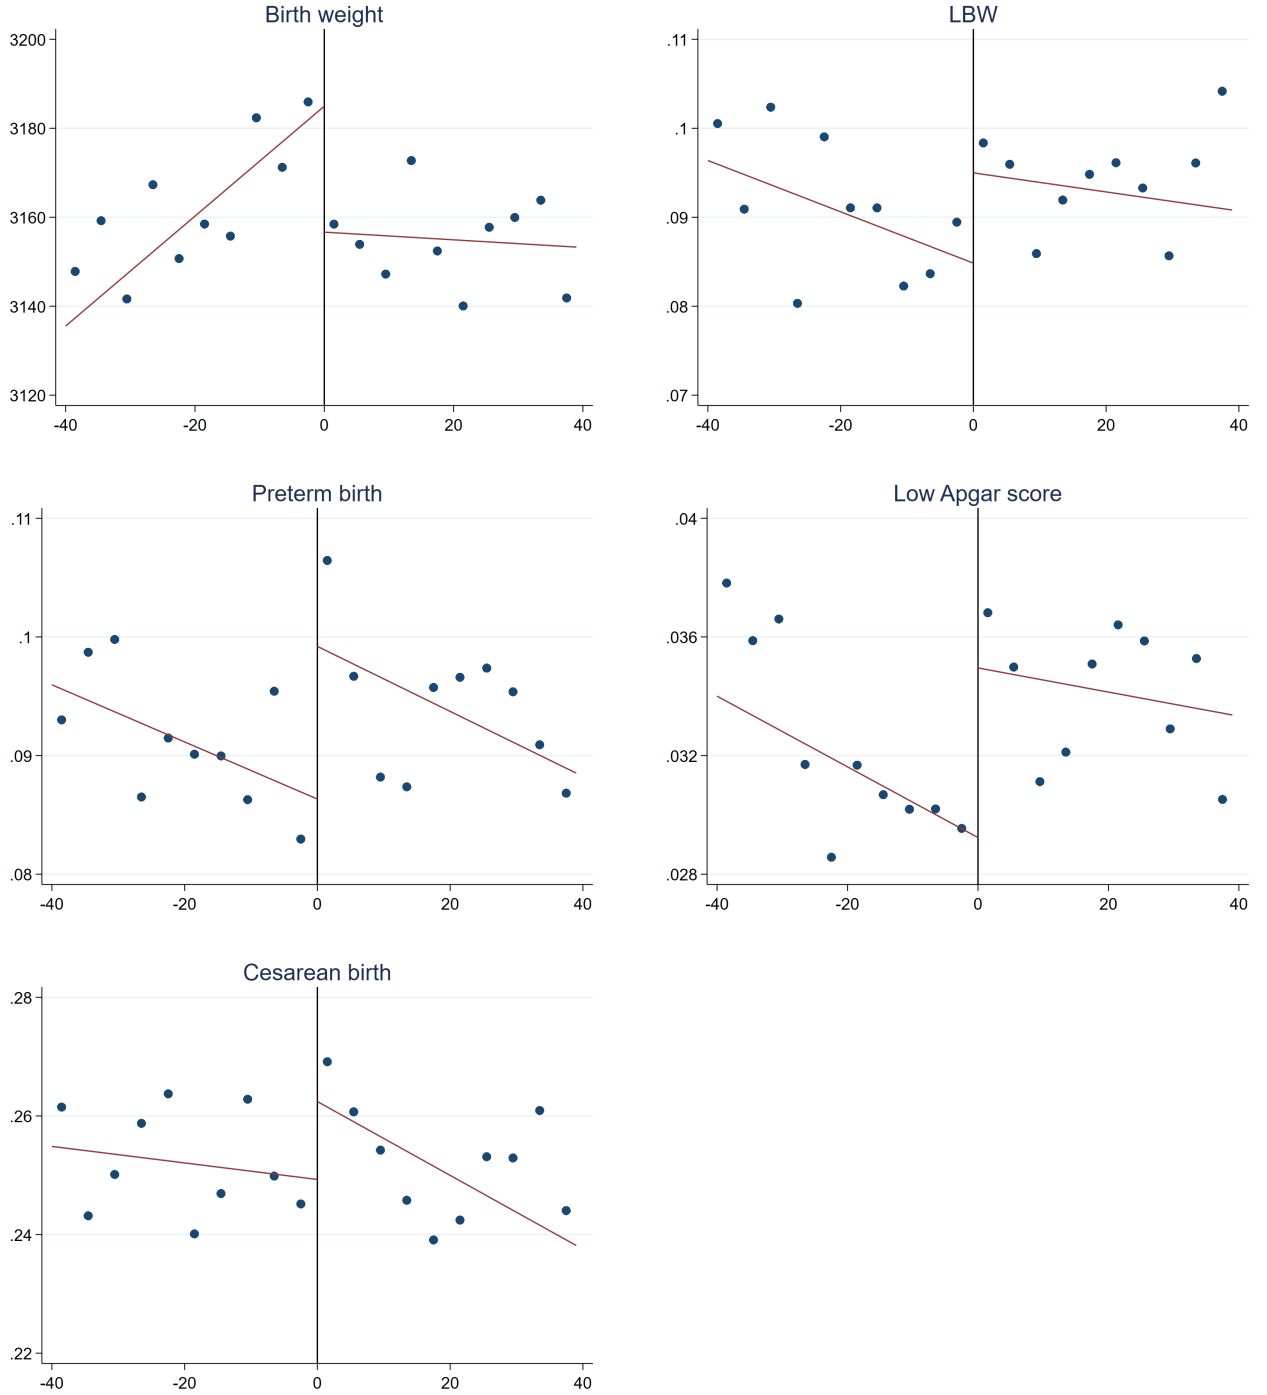 Birth weight
3200
3180
3160
3140
3120
-40 -20 0 20 40
LBW
.11
.1
.09
.08
.07
-40 -20 0 20 40
Preterm birth
.11
.1
.09
.08
-40 -20 0 20 40
Low Apgar score
.04
.036
.032
.028
-40 -20 0 20 40
Cesarean birth
.28
.26
.24
.22
-40 -20 0 20 40